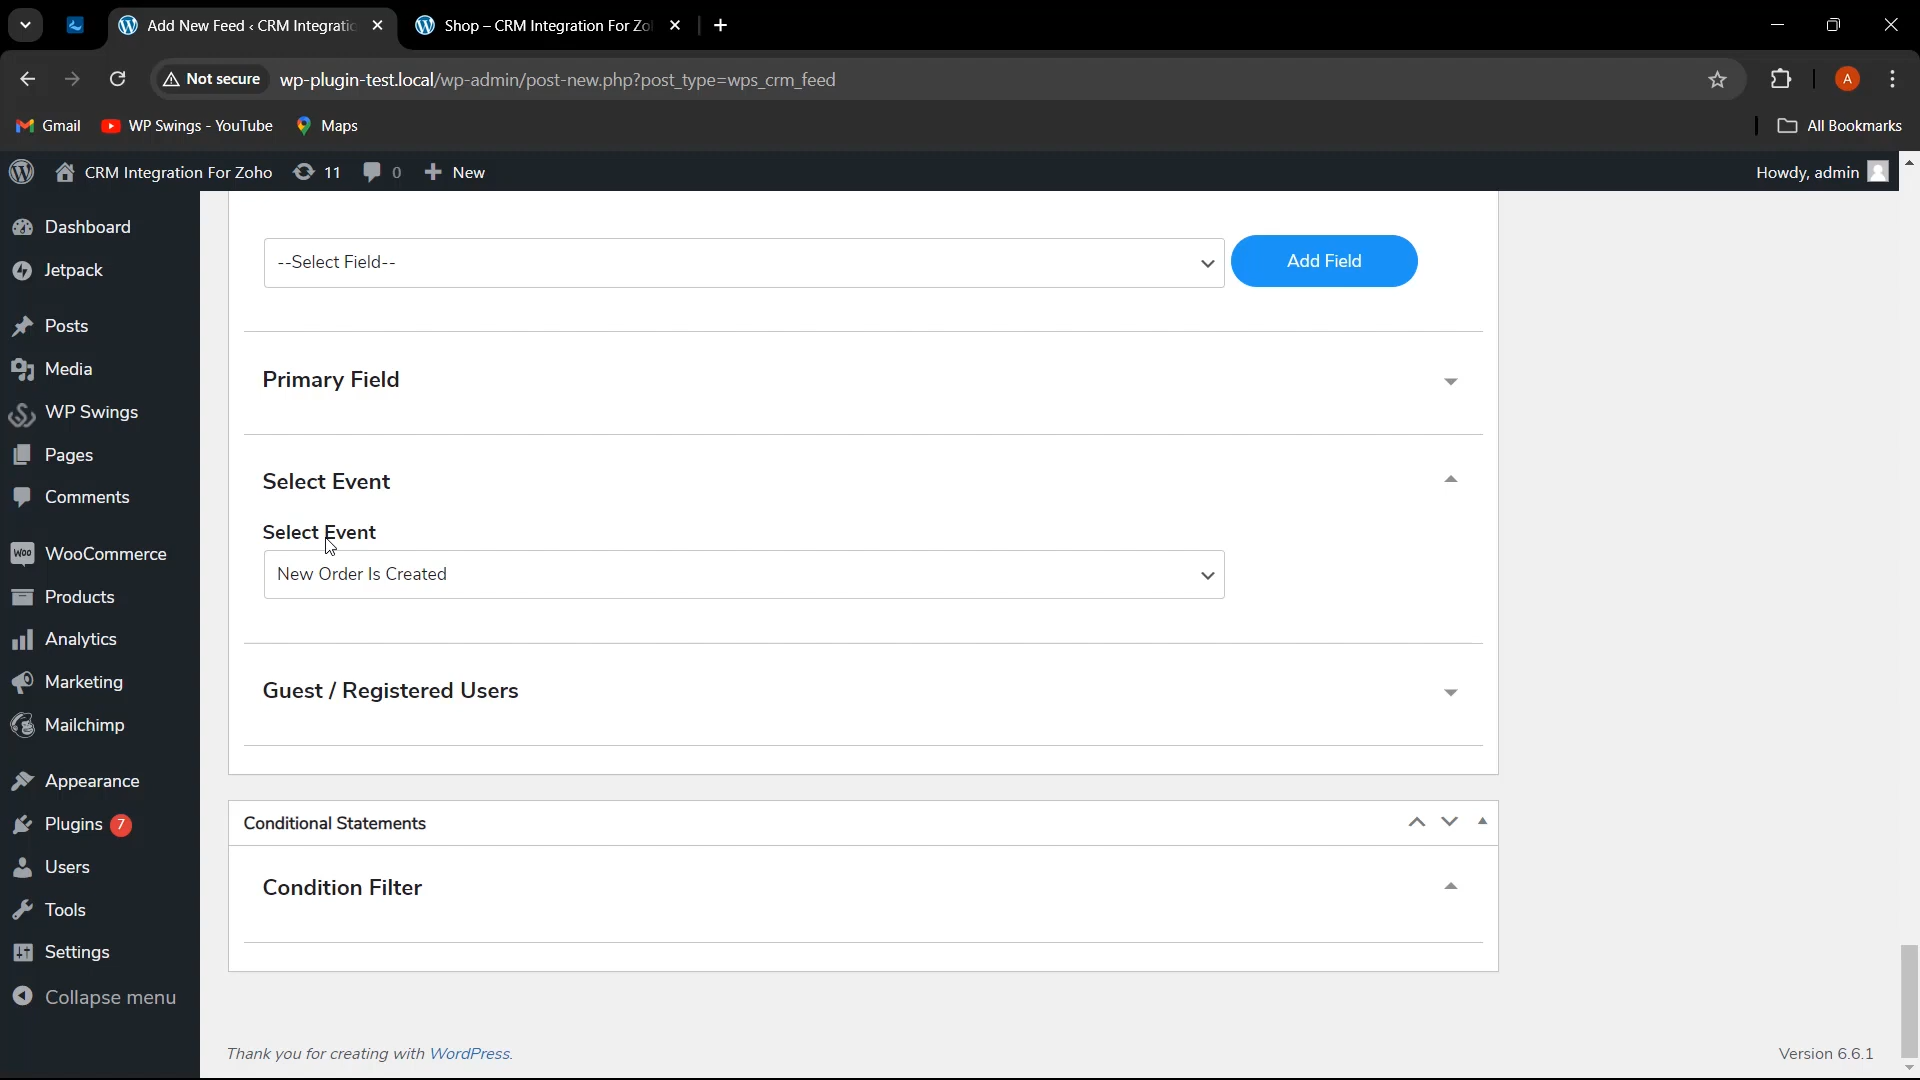 Add New Feed ‹ CRM Integratio
Shop – CRM Integration For Zo
Not secure
wp-plugin-test.local/wp-admin/post-new.php?post_type=wps_crm_feed
A
Gmail
WP Swings - YouTube
Maps
All Bookmarks
CRM Integration For Zoho
11
0
New
Howdy, admin
Dashboard
Jetpack
Posts
Media
WP Swings
Pages
Comments
Woo
WooCommerce
Products
Analytics
Marketing
Mailchimp
Appearance
Plugins 7
Users
Tools
Settings
Collapse menu
--Select Field--
Add Field
Primary Field
Select Event
Select Event
New Order Is Created
Guest / Registered Users
Conditional Statements
Condition Filter
Thank you for creating with WordPress.
Version 6.6.1